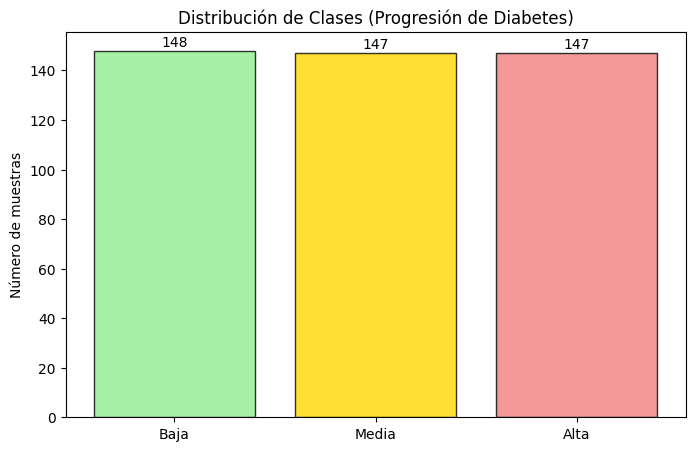 Distribución de Clases (Progresión de Diabetes)
148
147
147
140
120
100
80
60
40
20
0
Número de muestras
Baja
Media
Alta